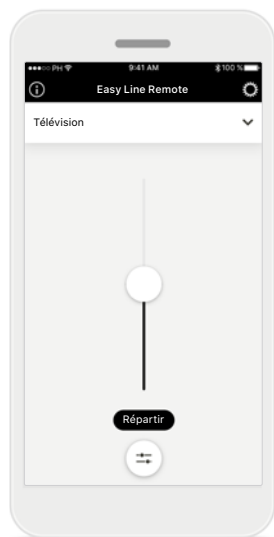 PH 9:41 AM 100 %
Easy Line Remote
Télévision
Répartir